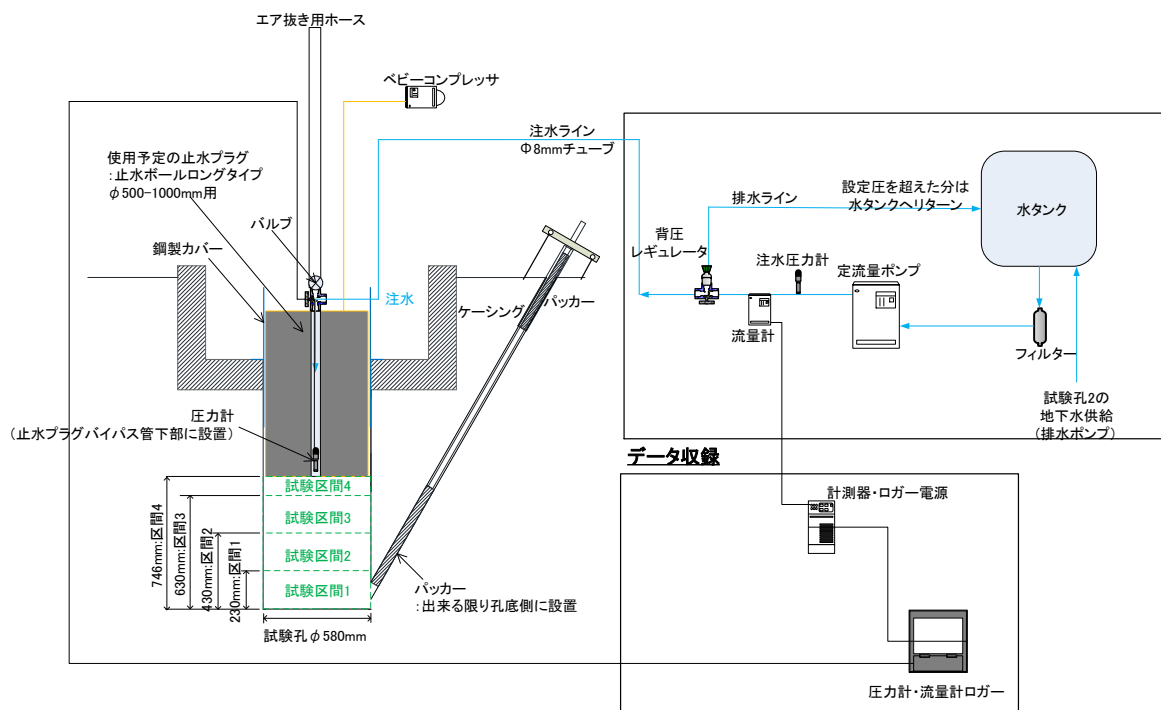 エア抜き用ホース
ベビーコンプレッサ
使用予定の止水プラグ
:止水ボールロングタイプ
φ500-1000mm用
バルブ
鋼製カバー
注水
圧力計
(止水プラグバイパス管下部に設置)
ケーシング
パッカー
注水ライン
Φ8mmチューブ
排水ライン
設定圧を超えた分は
水タンクへリターン
水タンク
背圧
レギュレータ
注水圧力計
定流量ポンプ
流量計
フィルター
試験孔2の
地下水供給
(排水ポンプ)
試験区間4
試験区間3
試験区間2
試験区間1
746mm:区間4
630mm:区間3
430mm:区間2
230mm:区間1
試験孔φ580mm
パッカー
:出来る限り孔底側に設置
データ収録
計測器・ロガー電源
圧力計・流量計ロガー